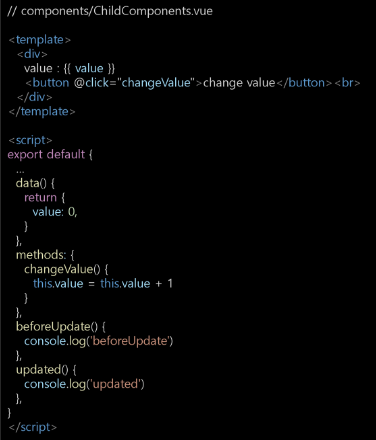 // components/ChildComponents.vue
<template>
  <div>
    value : {{ value }}
    <button @click="changeValue">change value</button><br>
  </div>
</template>
<script>
export default {
  ...
  data() {
    return {
      value: 0,
    }
  },
  methods: {
    changeValue() {
      this.value = this.value + 1
    }
  },
  beforeUpdate() {
    console.log('beforeUpdate')
  },
  updated() {
    console.log('updated')
  },
}
</script>